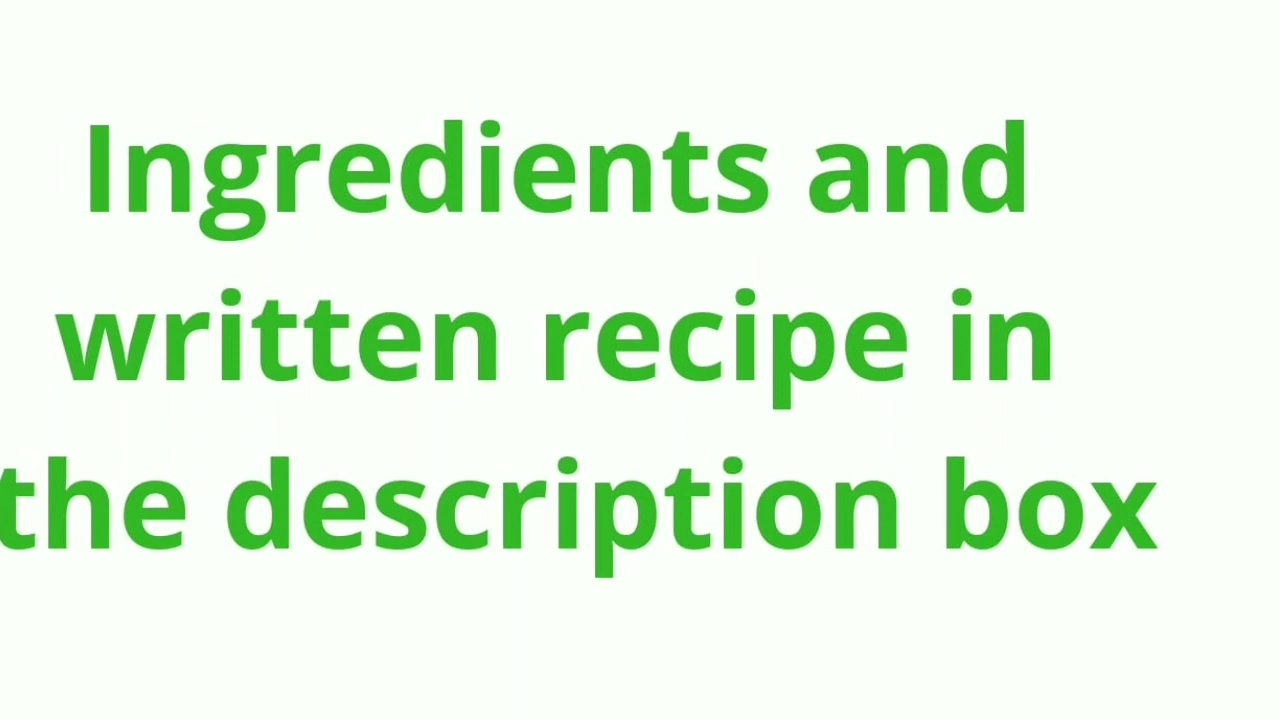 Ingredients and
written recipe in
the description box